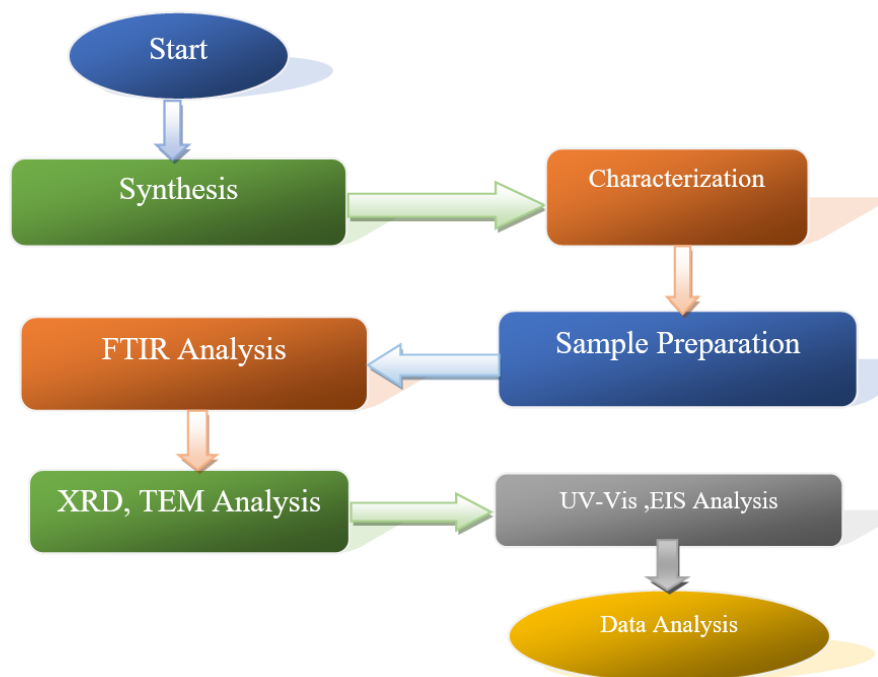 Start
Synthesis
Characterization
Sample Preparation
FTIR Analysis
XRD, TEM Analysis
UV-Vis ,EIS Analysis
Data Analysis